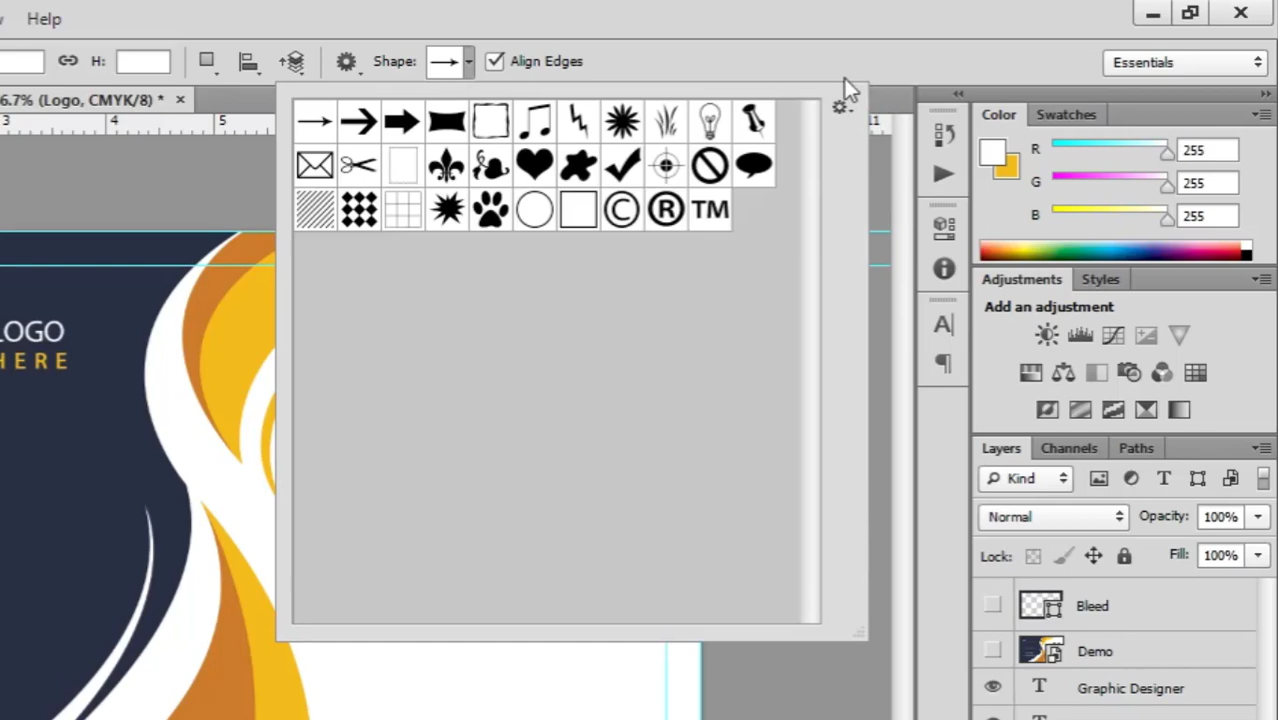 Help
H:
Shape:
Align Edges
Essentials
6.7% (Logo, CMYK/8) *
3
4
5
11
LOGO
HERE
TM
Color
Swatches
R
255
G
255
B
255
Adjustments
Styles
Add an adjustment
Layers
Channels
Paths
Kind
Normal
Opacity:
100%
Lock:
Fill:
100%
Bleed
Demo
Graphic Designer